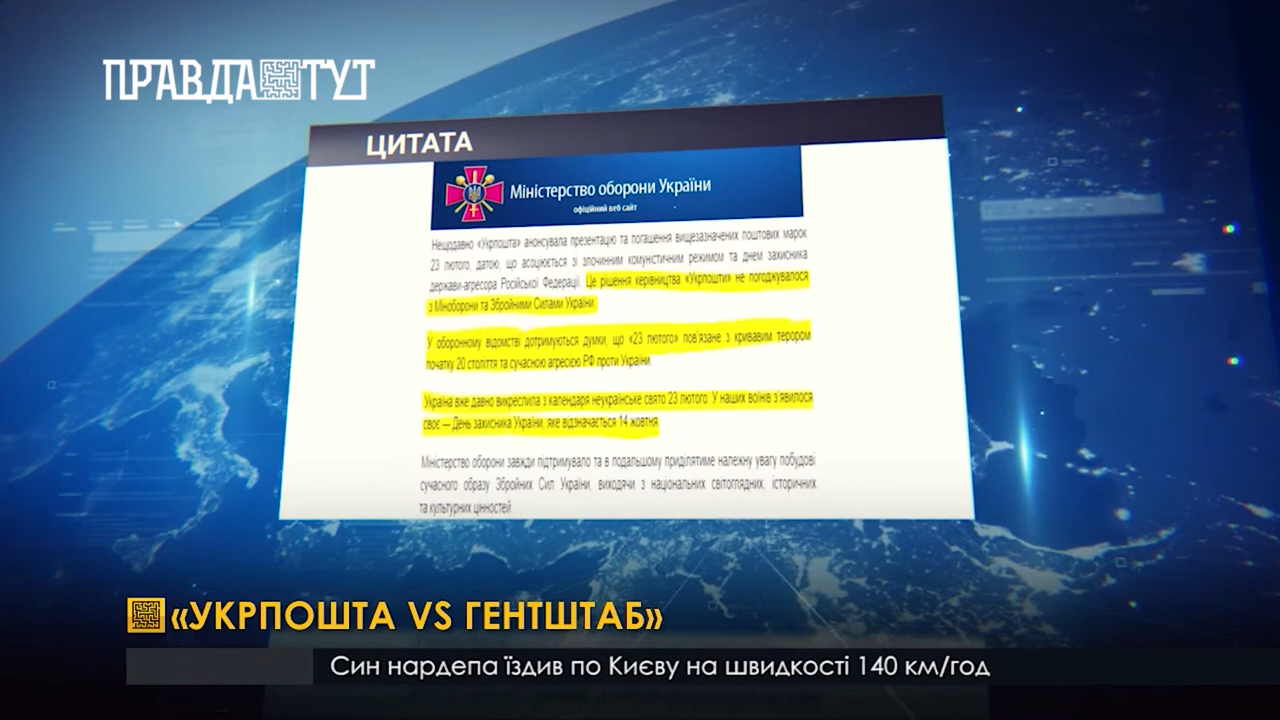 ПРАВДА ТУТ
ЦИТАТА
Міністерство оборони України
офіційний веб сайт
Нещодавно «Укрпошта» анонсувала презентацію та погашення вищезазначених поштових марок
23 лютого, датою, що асоціюється зі злочинним комуністичним режимом та днем захисника
держави-агресора Російської Федерації. Це рішення керівництва «Укрпошти» не погоджувалося
з Міноборони та Збройними Силами України.
У оборонному відомстві дотримуються думки, що «23 лютого» пов'язане з кривавим терором
початку 20 століття та сучасною агресією РФ проти України.
Україна вже давно викреслила з календаря неукраїнське свято 23 лютого. У наших воїнів з'явилося
своє — День захисника України, яке відзначається 14 жовтня.
Міністерство оборони завжди підтримувало та в подальшому приділятиме належну увагу побудові
сучасного образу Збройних Сил України, виходячи з національних світоглядних, історичних
та культурних цінностей.
«УКРПОШТА VS ГЕНТШТАБ»
Син нардепа їздив по Києву на швидкості 140 км/год